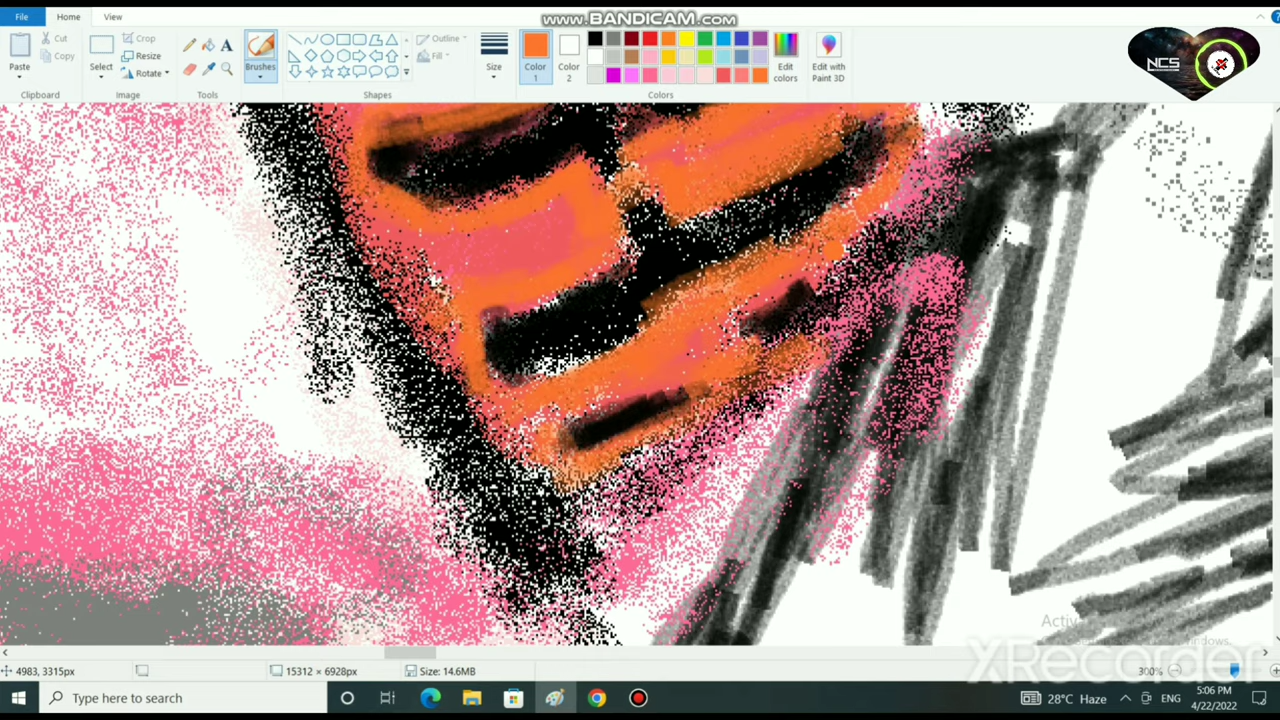 www.BANDICAM.com
File
Home
View
Paste
Cut
Copy
Clipboard
Select
Crop
Resize
Rotate
Image
Tools
Brushes
Shapes
Outline
Fill
Size
Color
1
Color
2
Colors
Edit
colors
Edit with
Paint 3D
NCS
XRecorder
4983, 3315px
15312 × 6928px
Size: 14.6MB
300%
Type here to search
28°C Haze
ENG
5:06 PM
4/22/2022